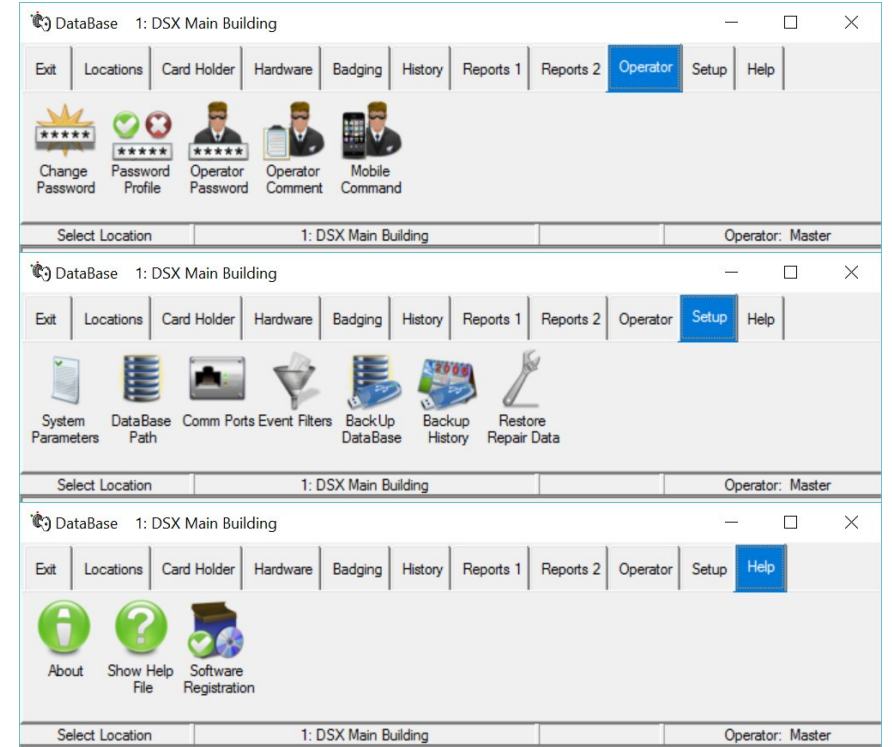 DataBase 1: DSX Main Building
Exit Locations Card Holder Hardware Badging History Reports 1 Reports 2 Operator Setup Help
***** ***** *****
Change Password Operator Operator Mobile
Password Profile Password Comment Command
Select Location 1: DSX Main Building Operator: Master
DataBase 1: DSX Main Building
Exit Locations Card Holder Hardware Badging History Reports 1 Reports 2 Operator Setup Help
2006
System DataBase Comm Ports Event Filters BackUp Backup Restore
Parameters Path DataBase History Repair Data
Select Location 1: DSX Main Building Operator: Master
DataBase 1: DSX Main Building
Exit Locations Card Holder Hardware Badging History Reports 1 Reports 2 Operator Setup Help
About Show Help Software
File Registration
Select Location 1: DSX Main Building Operator: Master